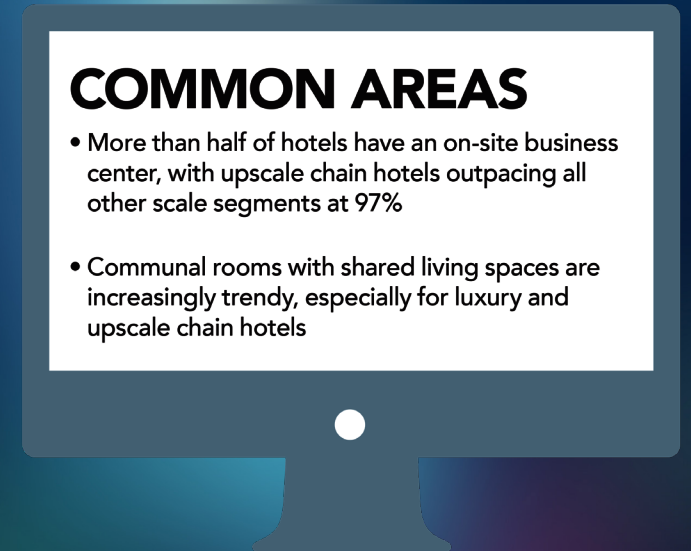 COMMON AREAS
• More than half of hotels have an on-site business
center, with upscale chain hotels outpacing all
other scale segments at 97%
• Communal rooms with shared living spaces are
increasingly trendy, especially for luxury and
upscale chain hotels